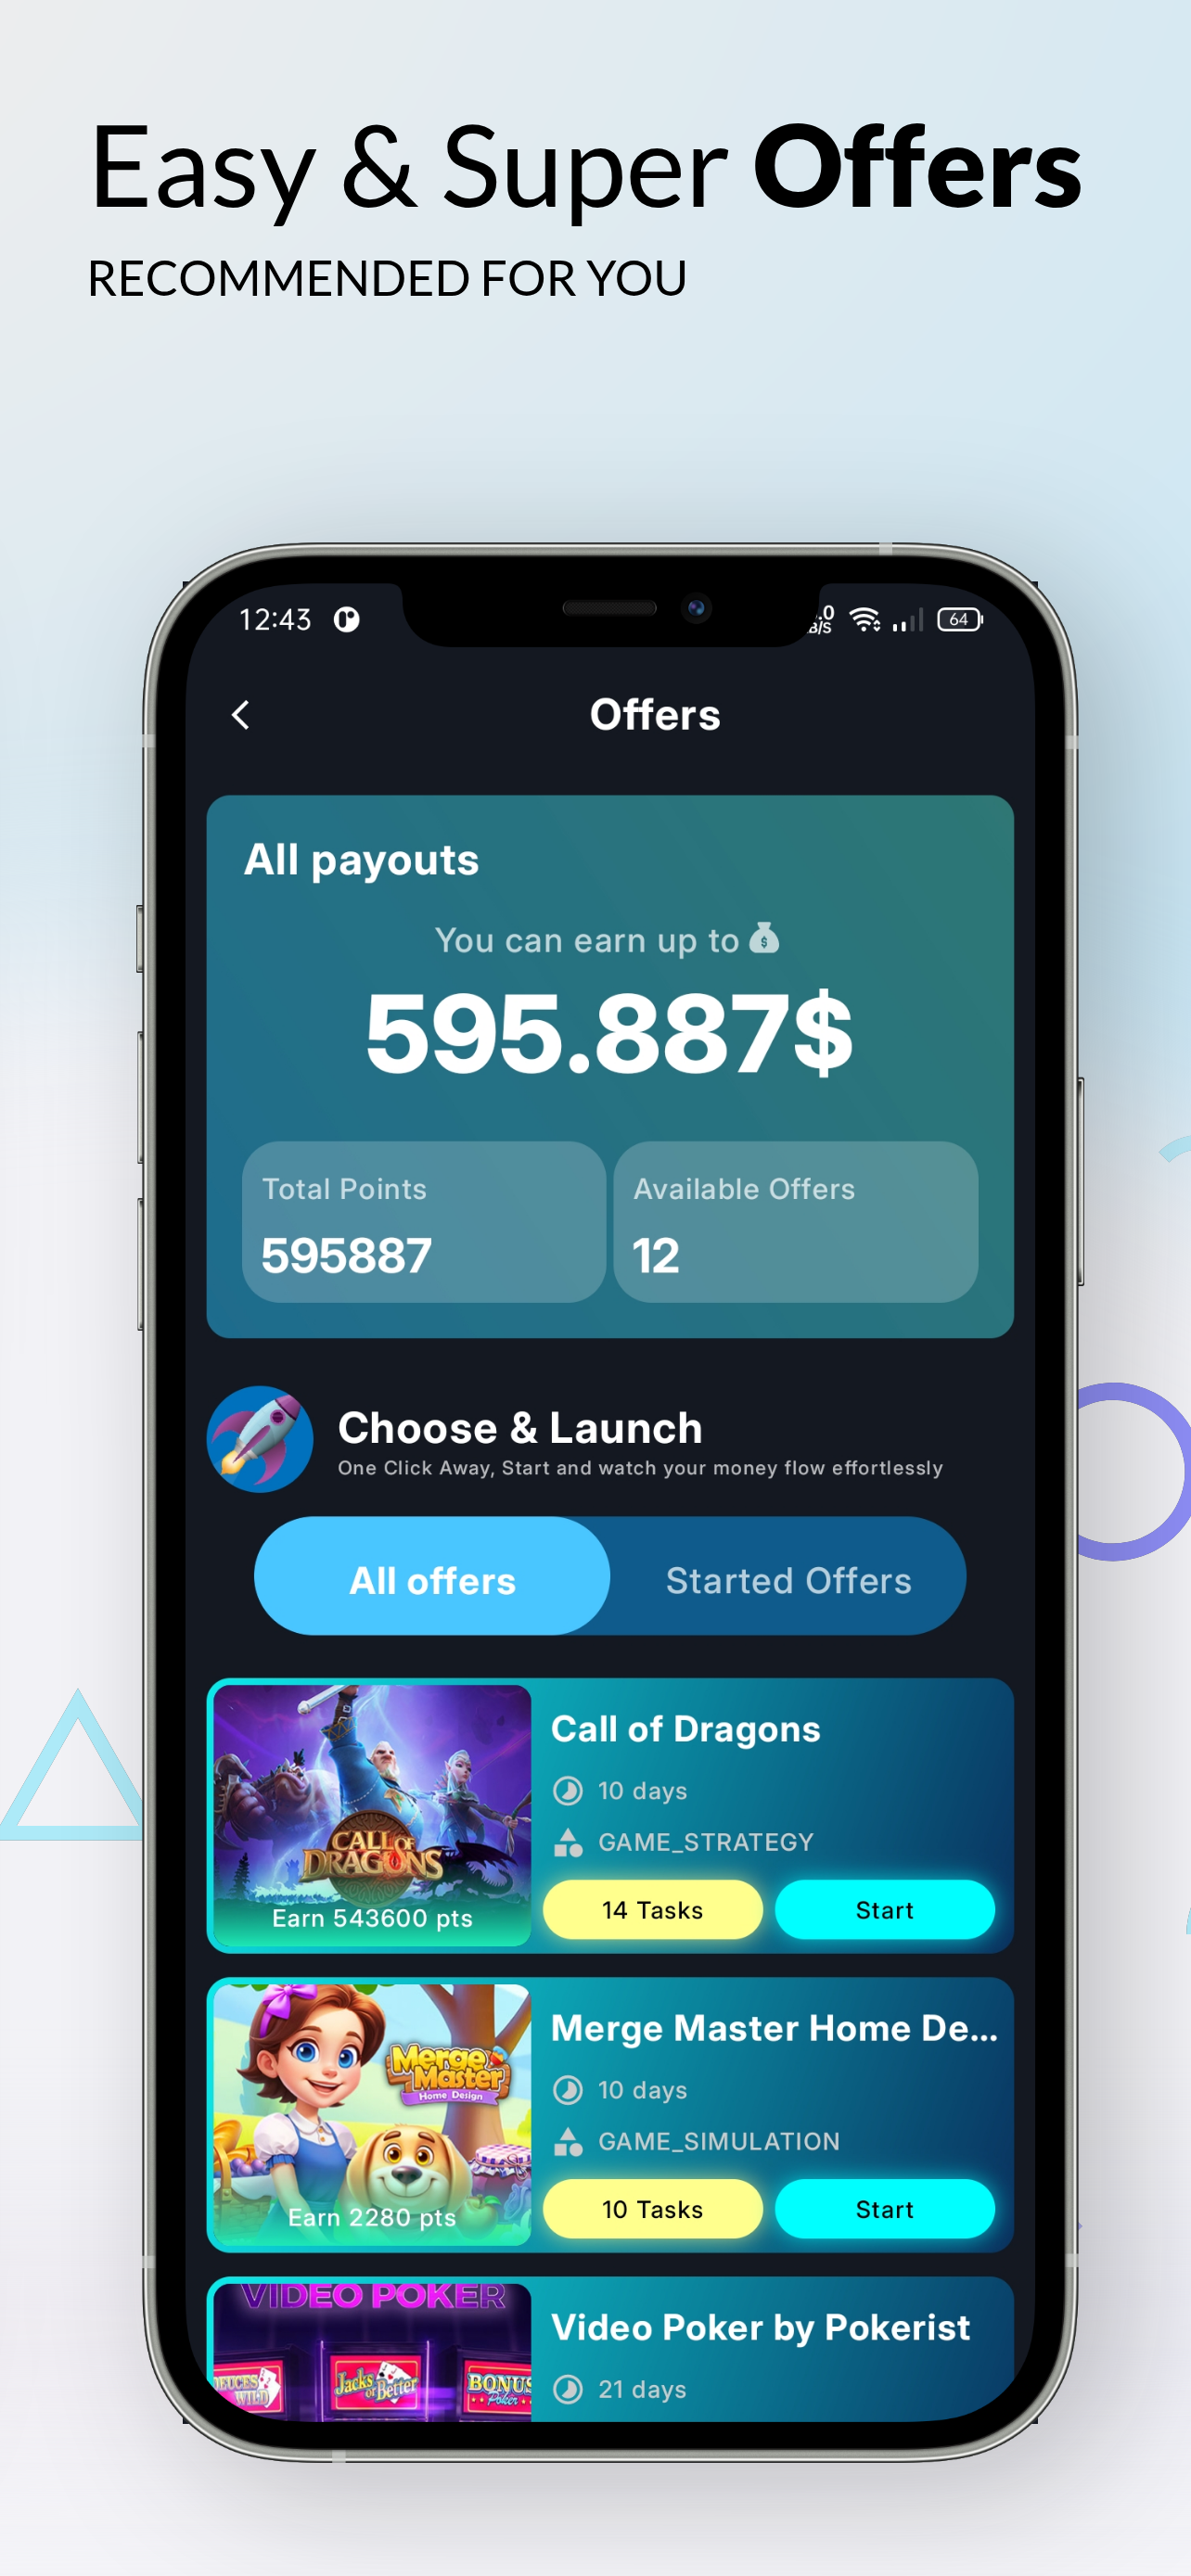 Easy & Super Offers
RECOMMENDED FOR YOU
12:43
.0
B/S
64
Offers
All payouts
You can earn up to
$
595.887$
Total Points
Available Offers
595887
12
Choose & Launch
One Click Away, Start and watch your money flow effortlessly
All offers
Started Offers
Call of Dragons
10 days
CALL OF
DRAGONS
GAME_STRATEGY
Earn 543600 pts
14 Tasks
Start
Merge Master Home De...
Merge
Master
Home Design
10 days
GAME_SIMULATION
Earn 2280 pts
10 Tasks
Start
VIDEO POKER
Video Poker by Pokerist
DEUCES
WILD
Jacks
or Better
BONUS
Poker
21 days